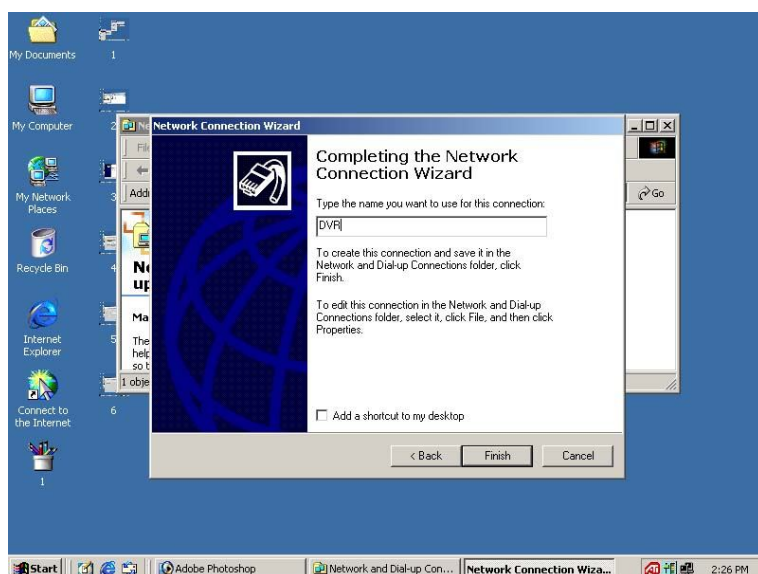 My Documents
1
My Computer
2
My Network
Places
3
Recycle Bin
4
Internet
Explorer
5
Connect to
the Internet
6
1
Network Connection Wizard
Completing the Network
Connection Wizard
Type the name you want to use for this connection:
DVR
To create this connection and save it in the
Network and Dial-up Connections folder, click
Finish.
To edit this connection in the Network and Dial-up
Connections folder, select it, click File, and then click
Properties.
Add a shortcut to my desktop
< Back
Finish
Cancel
Go
The
1 obje
Start
Adobe Photoshop
Network and Dial-up Con...
Network Connection Wiza...
2:26 PM